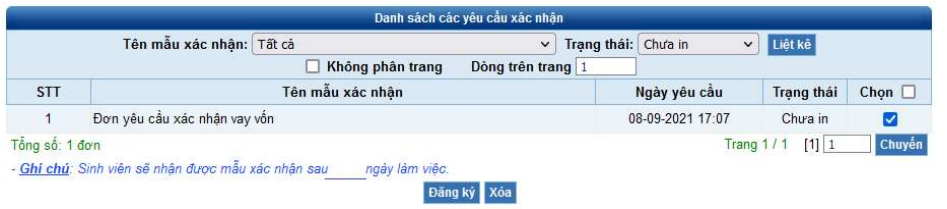 Danh sách các yêu cầu xác nhận
Tên mẫu xác nhận: Tất cả Trạng thái: Chưa in Liệt kê
Không phân trang Dòng trên trang 1
STT Tên mẫu xác nhận Ngày yêu cầu Trạng thái Chọn
1 Đơn yêu cầu xác nhận vay vốn 08-09-2021 17:07 Chưa in
Tổng số: 1 đơn Trang 1 / 1 [1] 1 Chuyển
- Ghi chú: Sinh viên sẽ nhận được mẫu xác nhận sau_____ngày làm việc.
Đăng ký Xóa